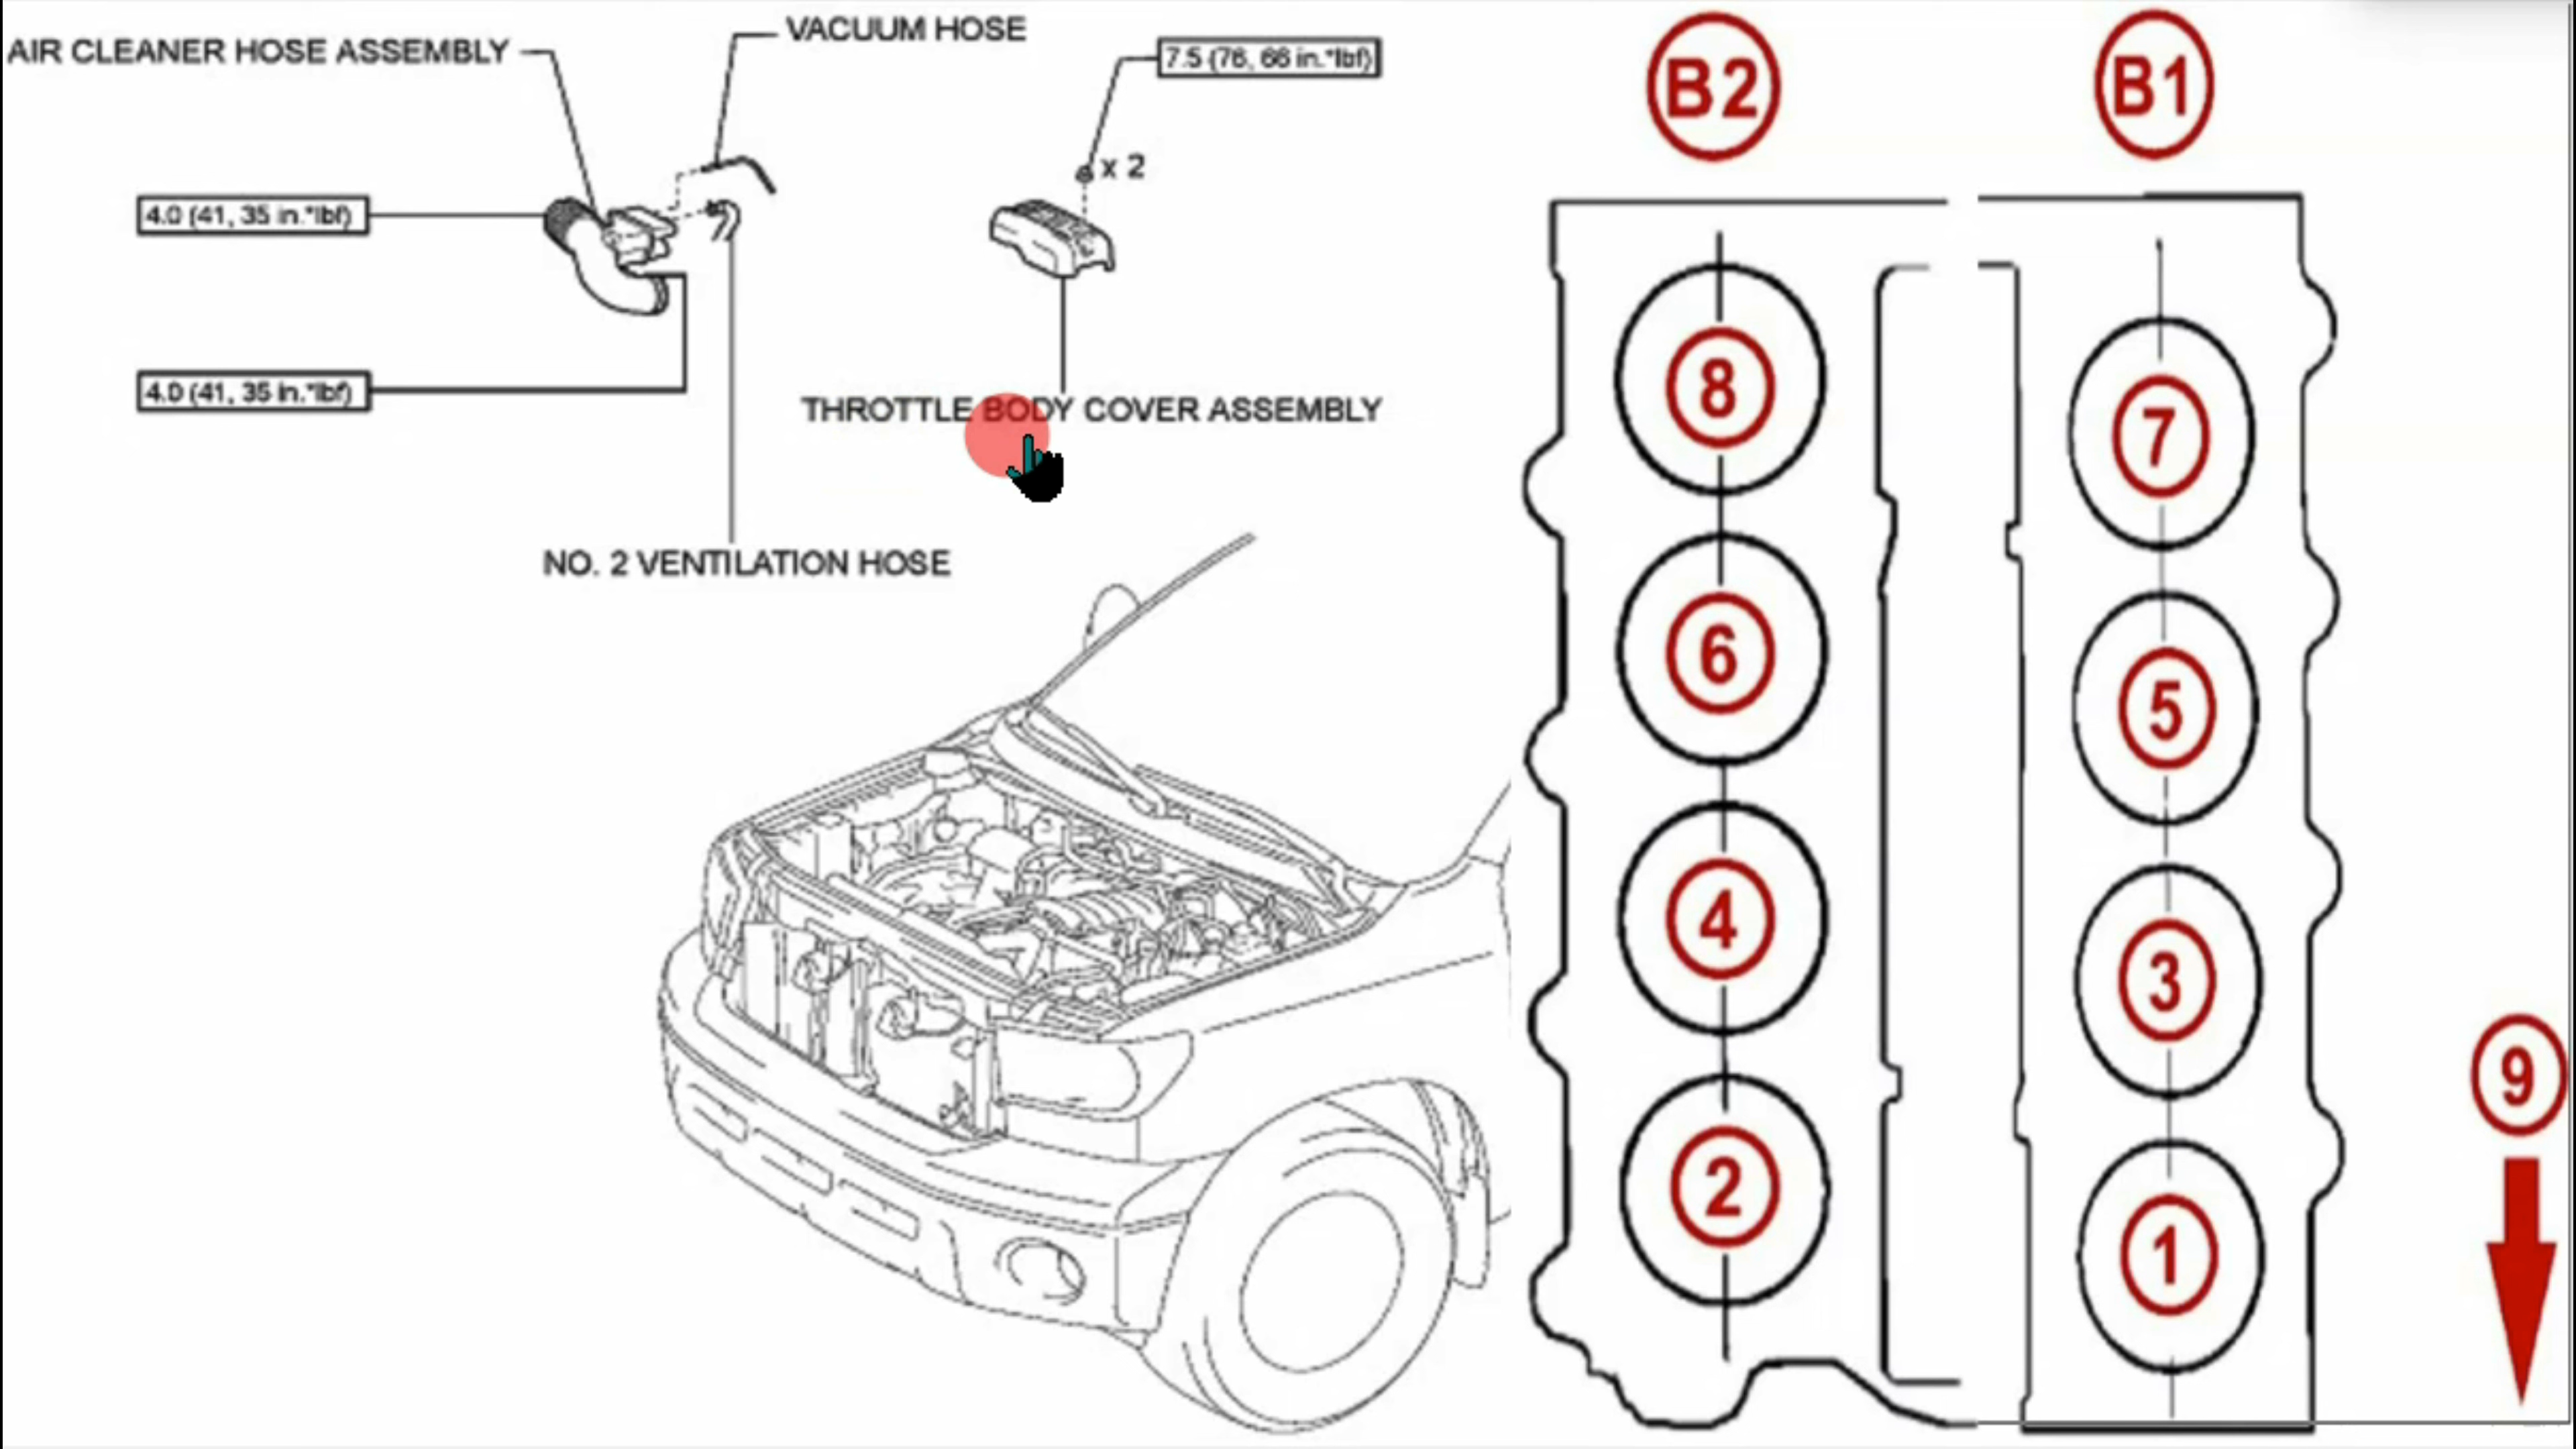 AIR CLEANER HOSE ASSEMBLY
VACUUM HOSE
7.5 (76, 66 in.*lbf)
x 2
4.0 (41, 35 in.*lbf)
4.0 (41, 35 in.*lbf)
THROTTLE BODY COVER ASSEMBLY
NO. 2 VENTILATION HOSE
B2
B1
8
7
6
5
4
3
2
1
9